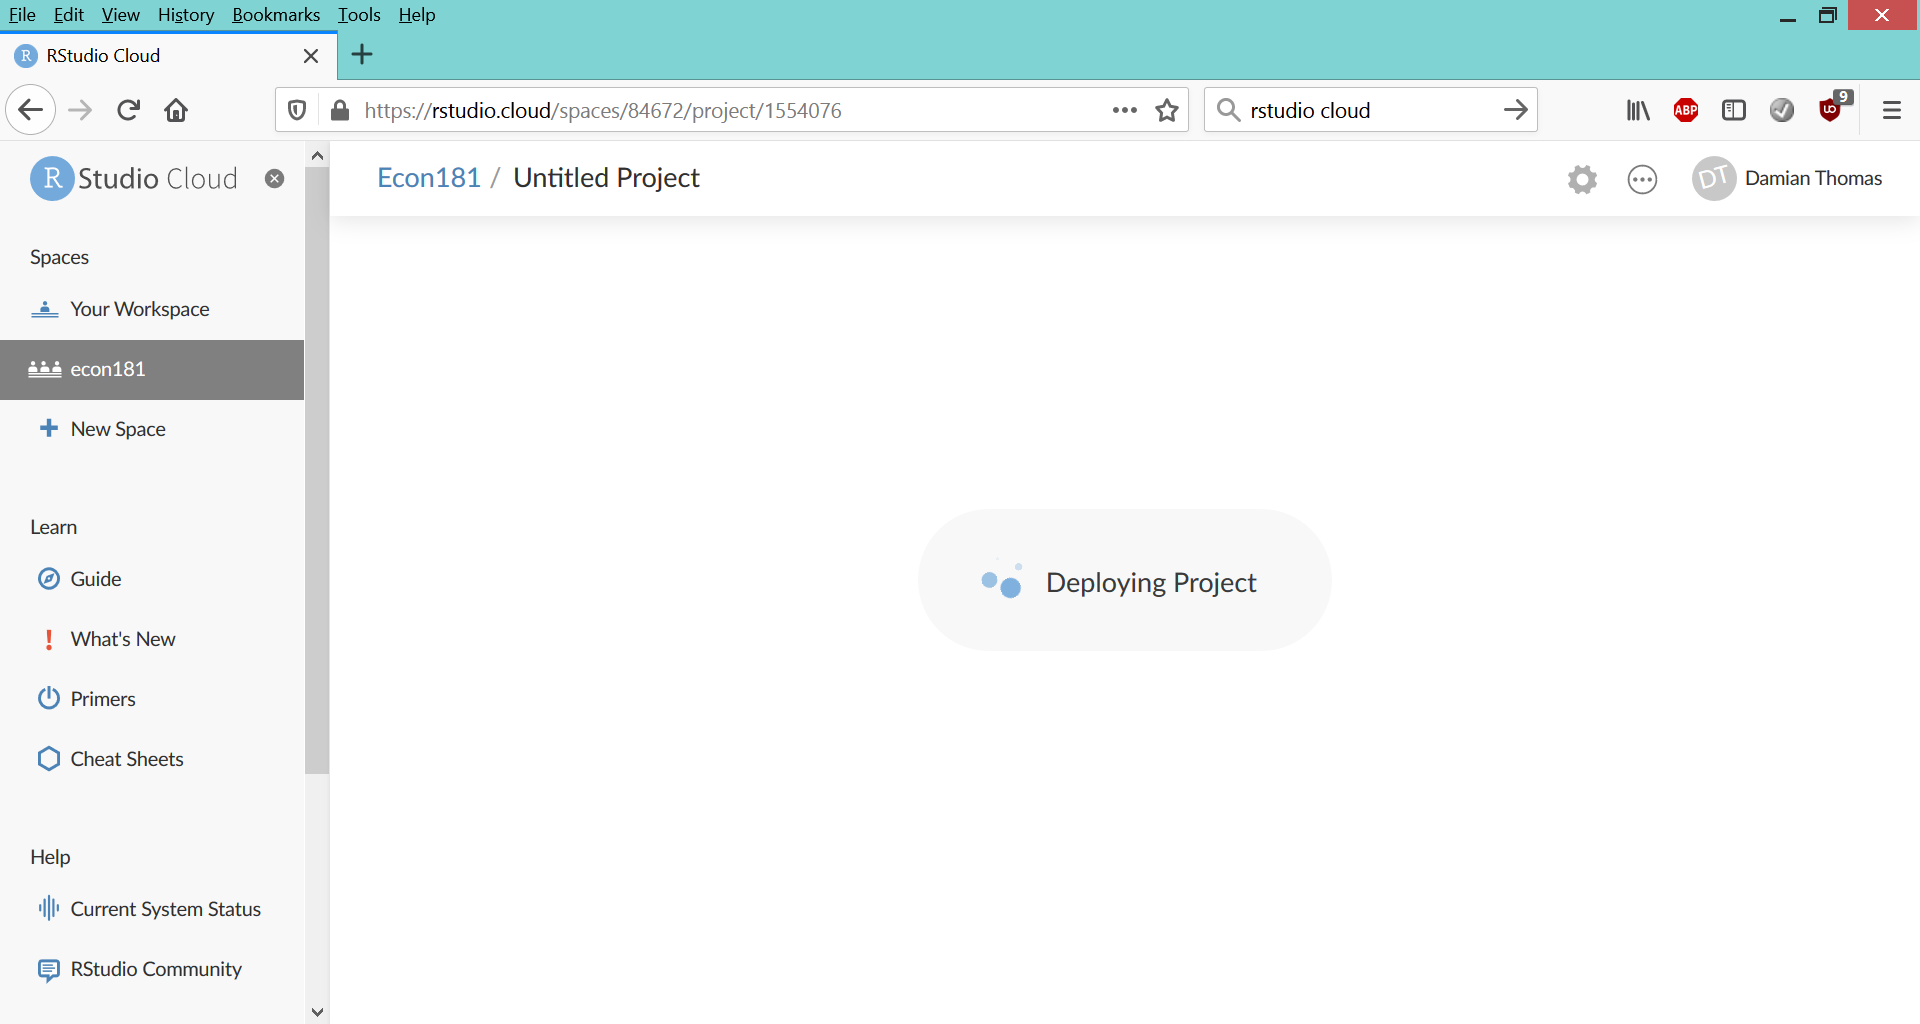 File Edit View History Bookmarks Tools Help
R RStudio Cloud
https://rstudio.cloud/spaces/84672/project/1554076
rstudio cloud
ABP
uo 9
R Studio Cloud
Econ181 / Untitled Project
DT Damian Thomas
Spaces
Your Workspace
econ181
New Space
Learn
Guide
What's New
Primers
Cheat Sheets
Help
Current System Status
RStudio Community
Deploying Project